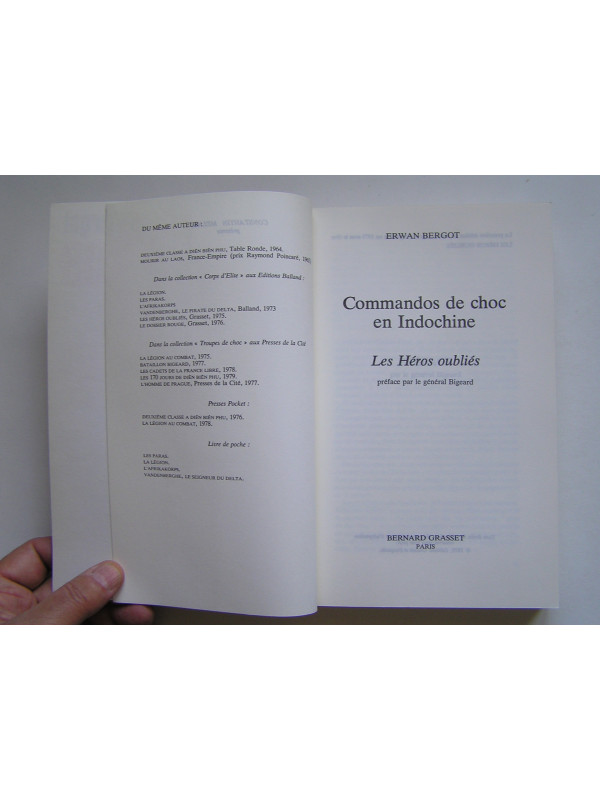 DU MÊME AUTEUR
DEUXIÈME CLASSE A DIÊN BIÊN PHU, Table Ronde, 1964.
MOURIR AU LAOS, France-Empire (prix Raymond Poincaré,
Dans la collection « Corps d'Elite » aux Editions Balland :
LA LÉGION.
LES PARAS.
L'AFRIKAKORPS.
VANDENBERGHE, LE PIRATE DU DELTA, Balland, 1973
LES HÉROS OUBLIÉS, Grasset, 1975.
LE DOSSIER ROUGE, Grasset, 1976.
Dans la collection « Troupes de choc » aux Presses de la Cité
LA LÉGION AU COMBAT, 1975.
BATAILLON BIGEARD, 1977.
LES CADETS DE LA FRANCE LIBRE, 1978.
LES 170 JOURS DE DIÊN BIÊN PHU, 1979.
L'HOMME DE PRAGUE, Presses de la Cité, 1977.
Presses Pocket :
DEUXIÈME CLASSE A DIÊN BIÊN PHU, 1976.
LA LÉGION AU COMBAT, 1978.
Livre de poche :
LES PARAS.
LA LÉGION.
L'AFRIKAKORPS.
VANDENBERGHE, LE SEIGNEUR DU DELTA.
ERWAN BERGOT
Commandos de choc
en Indochine
Les Héros oubliés
préface par le général Bigeard
BERNARD GRASSET
PARIS